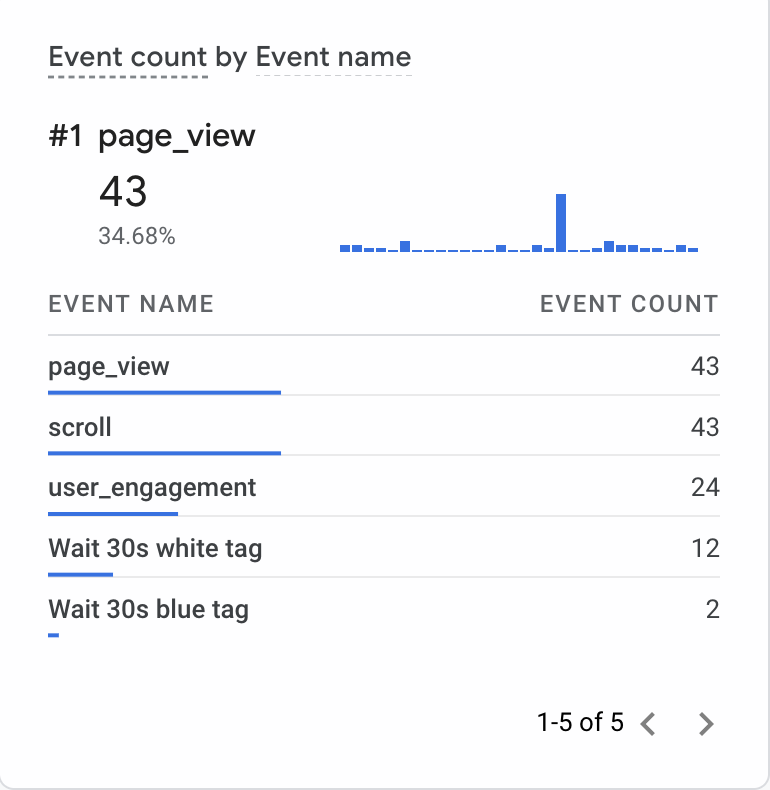 Event count by Event name
#1 page_view
43
34.68%
EVENT NAME EVENT COUNT
page_view 43
scroll 43
user_engagement 24
Wait 30s white tag 12
Wait 30s blue tag 2
1-5 of 5